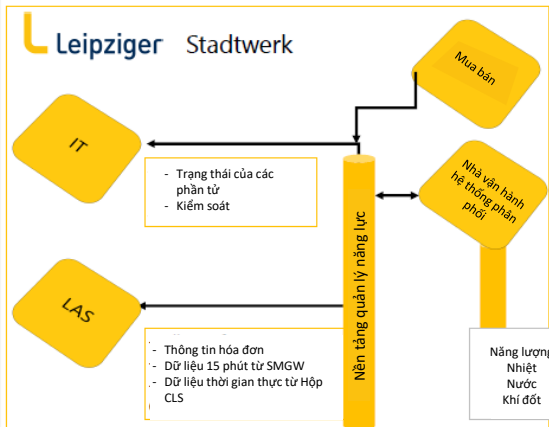 Leipziger Stadtwerk
Mua bán
IT
- Trạng thái của các
phần tử
- Kiểm soát
Nhà vận hành
hệ thống phân
phối
Nền tảng quản lý năng lực
LAS
- Thông tin hóa đơn
- Dữ liệu 15 phút từ SMGW
- Dữ liệu thời gian thực từ Hộp
CLS
Năng lượng
Nhiệt
Nước
Khí đốt